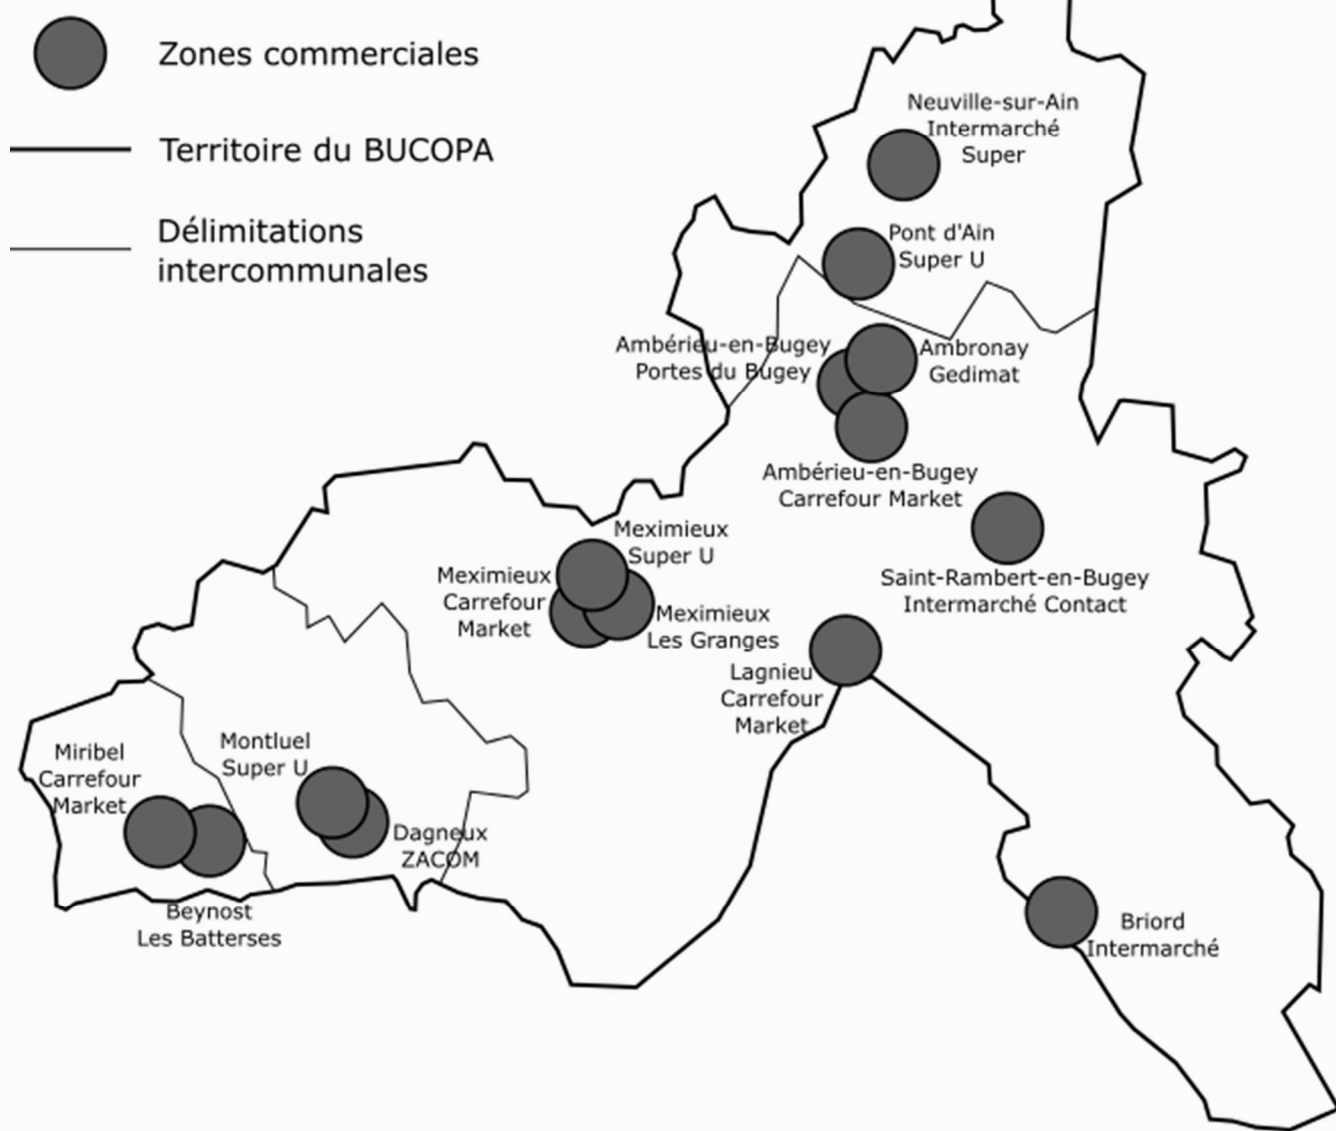 Zones commerciales
Territoire du BUCOPA
Délimitations
intercommunales
Neuville-sur-Ain
Intermarché
Super
Pont d'Ain
Super U
Ambérieu-en-Bugey
Portes du Bugey
Ambronay
Gedimat
Ambérieu-en-Bugey
Carrefour Market
Saint-Rambert-en-Bugey
Intermarché Contact
Meximieux
Super U
Meximieux
Carrefour
Market
Meximieux
Les Granges
Lagnieu
Carrefour
Market
Miribel
Carrefour
Market
Montluel
Super U
Dagneux
ZACOM
Beynost
Les Batterses
Briord
Intermarché